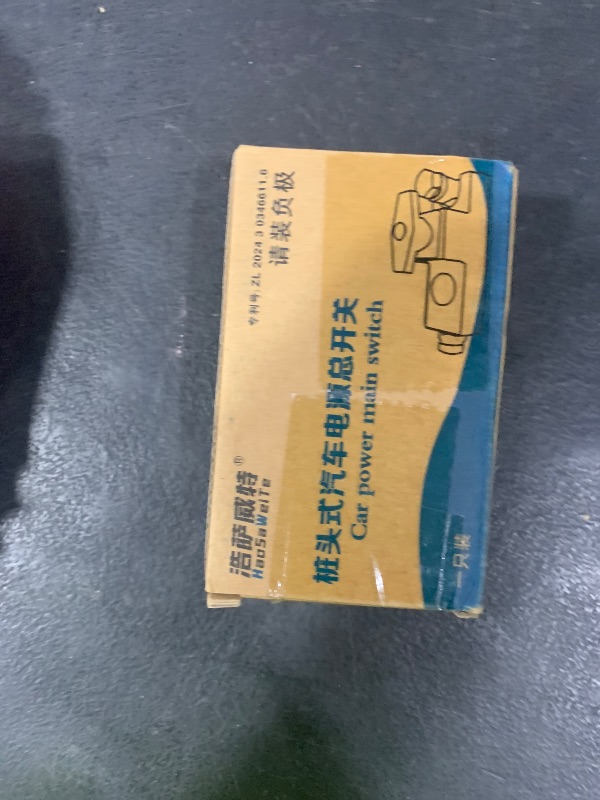 浩萨威特®
HaoSaWeiTe
专利号: ZL 2024 3 0346611.0
请装负极
桩头式汽车电源总开关
Car power main switch
一只装